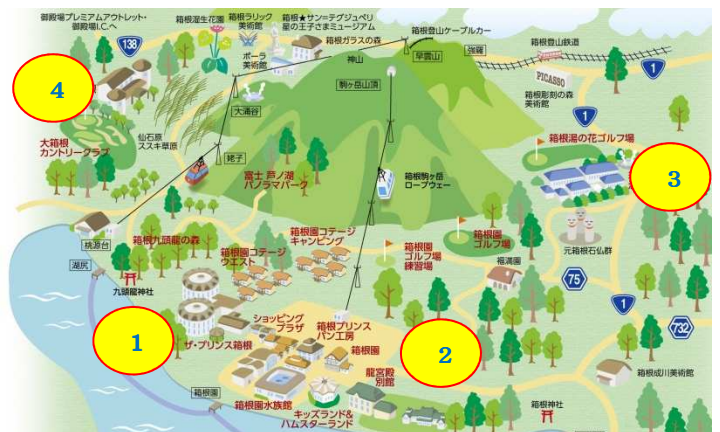 御殿場プレミアムアウトレット・
御殿場I.C.へ
138
箱根湿生花園
箱根ラリック
美術館
箱根★サン=テグジュペリ
星の王子さまミュージアム
箱根ガラスの森
ポーラ
美術館
箱根登山ケーブルカー
神山
早雲山
強羅
箱根登山鉄道
1
PICASSO
箱根彫刻の森
美術館
1
4
駒ヶ岳山頂
大涌谷
仙石原
ススキ草原
大箱根
カントリークラブ
姥子
富士 芦ノ湖
パノラマパーク
箱根駒ヶ岳
ロープウェー
箱根湯の花ゴルフ場
3
元箱根石仏群
桃源台
湖尻
箱根九頭龍の森
九頭龍神社
箱根園コテージ
ウエスト
箱根園コテージ
キャンピング
箱根園
ゴルフ場
練習場
箱根園
ゴルフ場
福満園
75
1
732
1
ザ・プリンス箱根
ショッピング
プラザ
箱根プリンス
パン工房
箱根園
2
龍宮殿
別館
箱根成川美術館
箱根園
箱根園水族館
キッズランド&
ハムスターランド
箱根神社